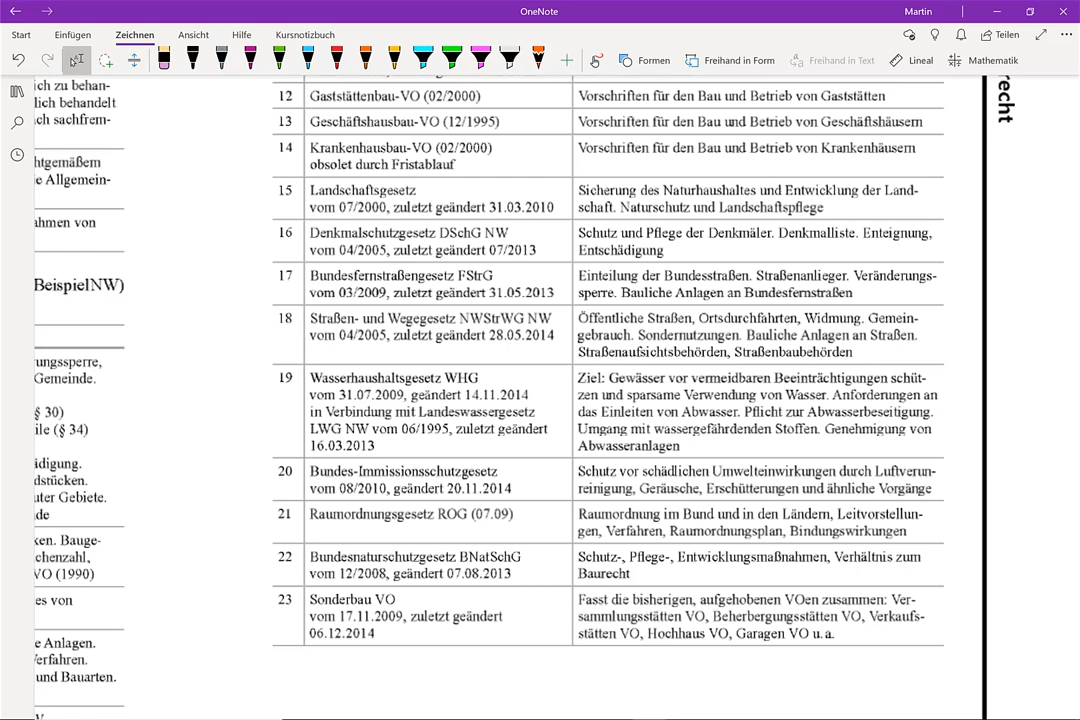 OneNote
Martin
Start
Einfügen
Zeichnen
Ansicht
Hilfe
Kursnotizbuch
Teilen
Formen
Freihand in Form
Freihand in Text
Lineal
Mathematik
ich zu behan-
lich behandelt
ch sachfrem-
htgemäßem
e Allgemein-
ahmen von
BeispielNW)
ungssperre,
Gemeinde.
§ 30)
ile (§ 34)
ädigung.
dstücken.
uter Gebiete.
de
ken. Bauge-
chenzahl,
VO (1990)
es von
e Anlagen.
Verfahren.
und Bauarten.
12 Gaststättenbau-VO (02/2000) Vorschriften für den Bau und Betrieb von Gaststätten
13 Geschäftshausbau-VO (12/1995) Vorschriften für den Bau und Betrieb von Geschäftshäusern
14 Krankenhausbau-VO (02/2000) Vorschriften für den Bau und Betrieb von Krankenhäusern
obsolet durch Fristablauf
15 Landschaftsgesetz Sicherung des Naturhaushaltes und Entwicklung der Land-
vom 07/2000, zuletzt geändert 31.03.2010 schaft. Naturschutz und Landschaftspflege
16 Denkmalschutzgesetz DSchG NW Schutz und Pflege der Denkmäler. Denkmalliste. Enteignung,
vom 04/2005, zuletzt geändert 07/2013 Entschädigung
17 Bundesfernstraßengesetz FStrG Einteilung der Bundesstraßen. Straßenanlieger. Veränderungs-
vom 03/2009, zuletzt geändert 31.05.2013 sperre. Bauliche Anlagen an Bundesfernstraßen
18 Straßen- und Wegegesetz NWStrWG NW Öffentliche Straßen, Ortsdurchfahrten, Widmung. Gemein-
vom 04/2005, zuletzt geändert 28.05.2014 gebrauch. Sondernutzungen. Bauliche Anlagen an Straßen.
Straßenaufsichtsbehörden, Straßenbaubehörden
19 Wasserhaushaltsgesetz WHG Ziel: Gewässer vor vermeidbaren Beeinträchtigungen schüt-
vom 31.07.2009, geändert 14.11.2014 zen und sparsame Verwendung von Wasser. Anforderungen an
in Verbindung mit Landeswassergesetz das Einleiten von Abwasser. Pflicht zur Abwasserbeseitigung.
LWG NW vom 06/1995, zuletzt geändert Umgang mit wassergefährdenden Stoffen. Genehmigung von
16.03.2013 Abwasseranlagen
20 Bundes-Immissionsschutzgesetz Schutz vor schädlichen Umwelteinwirkungen durch Luftverun-
vom 08/2010, geändert 20.11.2014 reinigung, Geräusche, Erschütterungen und ähnliche Vorgänge
21 Raumordnungsgesetz ROG (07.09) Raumordnung im Bund und in den Ländern, Leitvorstellun-
gen, Verfahren, Raumordnungsplan, Bindungswirkungen
22 Bundesnaturschutzgesetz BNatSchG Schutz-, Pflege-, Entwicklungsmaßnahmen, Verhältnis zum
vom 12/2008, geändert 07.08.2013 Baurecht
23 Sonderbau VO Fasst die bisherigen, aufgehobenen VOen zusammen: Ver-
vom 17.11.2009, zuletzt geändert sammlungsstätten VO, Beherbergungsstätten VO, Verkaufs-
06.12.2014 stätten VO, Hochhaus VO, Garagen VO u. a.
recht